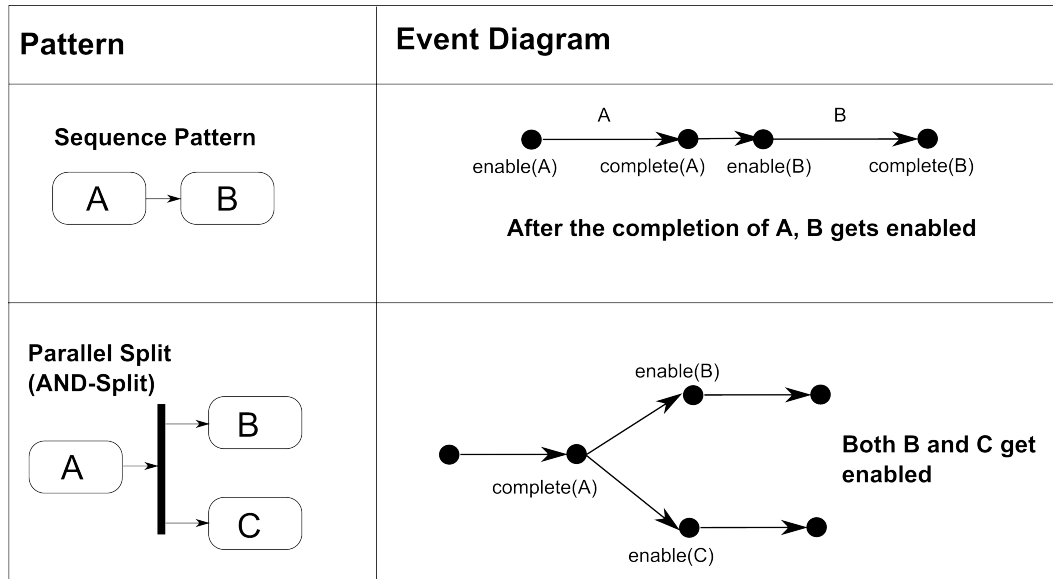 Pattern
Event Diagram
Sequence Pattern
A
B
A
B
enable(A)
complete(A)
enable(B)
complete(B)
After the completion of A, B gets enabled
Parallel Split
(AND-Split)
A
B
C
enable(B)
complete(A)
enable(C)
Both B and C get
enabled